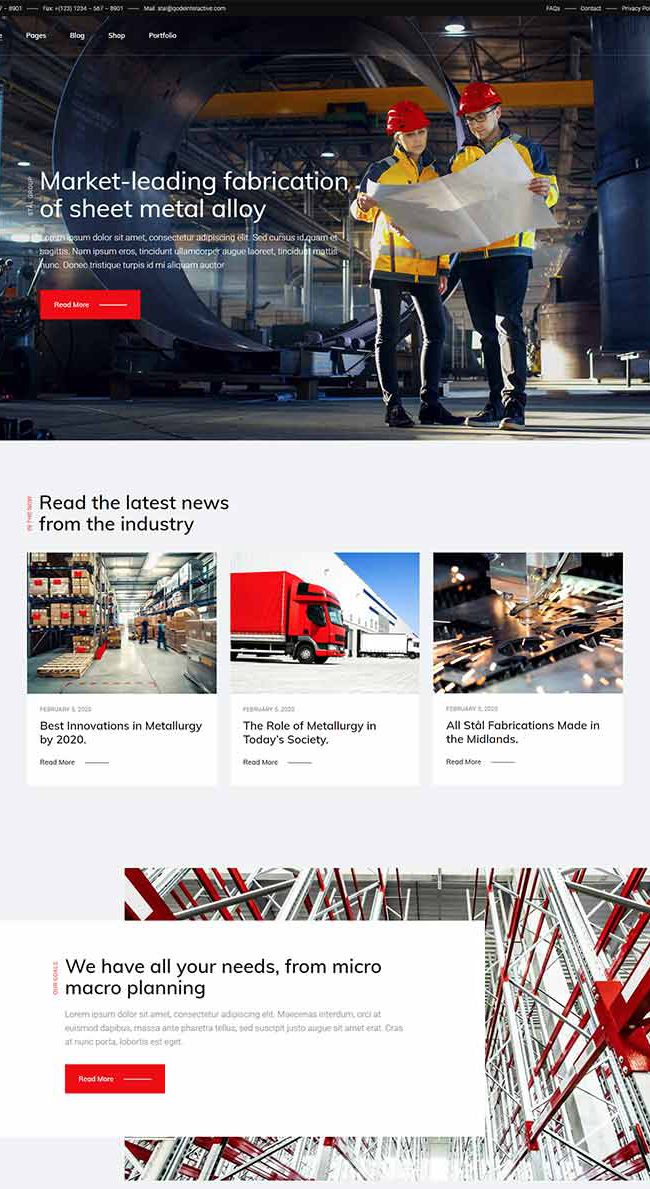 – 8901 Fax: +(123) 1234 – 567 – 8901 Mail: stal@qodeinteractive.com FAQs Contact Privacy
Pages Blog Shop Portfolio
GROUP
Market-leading fabrication
of sheet metal alloy
Lorem ipsum dolor sit amet, consectetur adipiscing elit. Sed cursus id quam et
sagittis. Nam ipsum eros, tincidunt ullamcorper augue laoreet, tincidunt mattis
nunc. Donec tristique turpis id mi aliquam auctor
Read More
IN THE NOW
Read the latest news
from the industry
FEBRUARY 5, 2020
Best Innovations in Metallurgy
by 2020.
Read More
FEBRUARY 5, 2020
The Role of Metallurgy in
Today's Society.
Read More
FEBRUARY 5, 2020
All Stål Fabrications Made in
the Midlands.
Read More
OUR GOALS
We have all your needs, from micro
macro planning
Lorem ipsum dolor sit amet, consectetur adipiscing elit. Maecenas interdum, orci at
euismod dapibus, massa ante pharetra tellus, sed suscipit justo augue sit amet erat. Cras
at nunc porta, lobortis est eget.
Read More